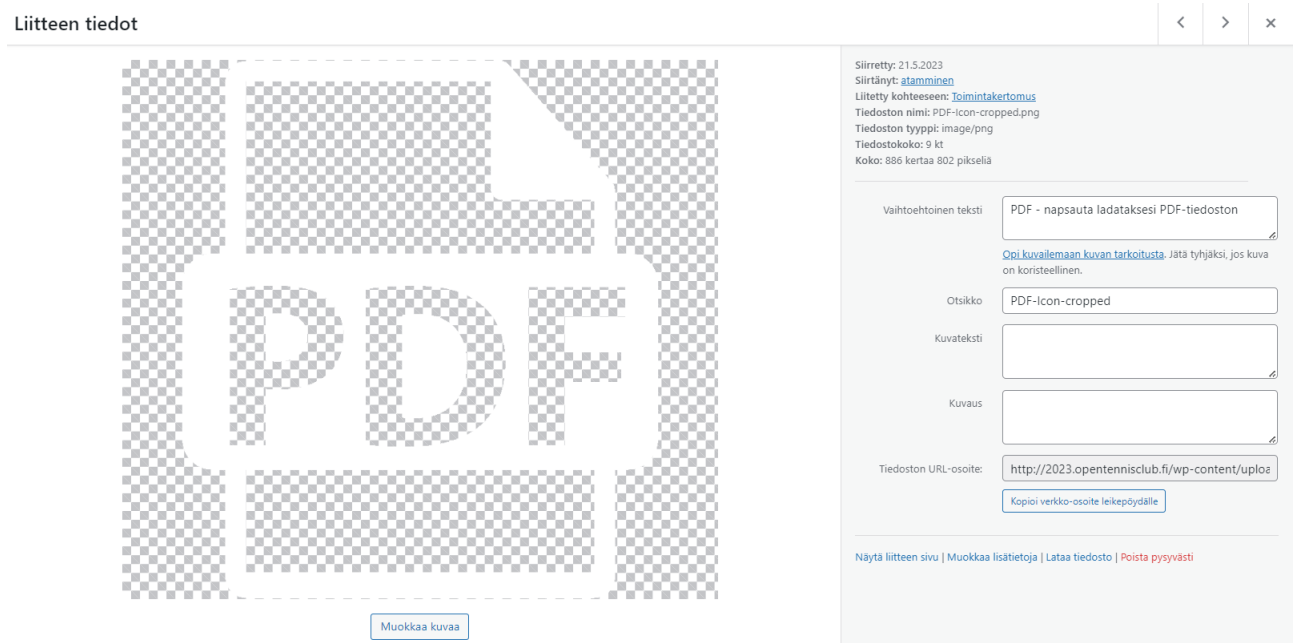 Liitteen tiedot
PDF
Muokkaa kuvaa
Siirretty: 21.5.2023
Siirtänyt: atamminen
Liitetty kohteeseen: Toimintakertomus
Tiedoston nimi: PDF-Icon-cropped.png
Tiedoston tyyppi: image/png
Tiedostokoko: 9 kt
Koko: 886 kertaa 802 pikseliä
Vaihtoehtoinen teksti
PDF - napsauta ladataksesi PDF-tiedoston
Opi kuvailemaan kuvan tarkoitusta. Jätä tyhjäksi, jos kuva
on koristeellinen.
Otsikko
PDF-Icon-cropped
Kuvateksti
Kuvaus
Tiedoston URL-osoite:
http://2023.opentennisclub.fi/wp-content/uploa
Kopioi verkko-osoite leikepöydälle
Näytä liitteen sivu | Muokkaa lisätietoja | Lataa tiedosto | Poista pysyvästi